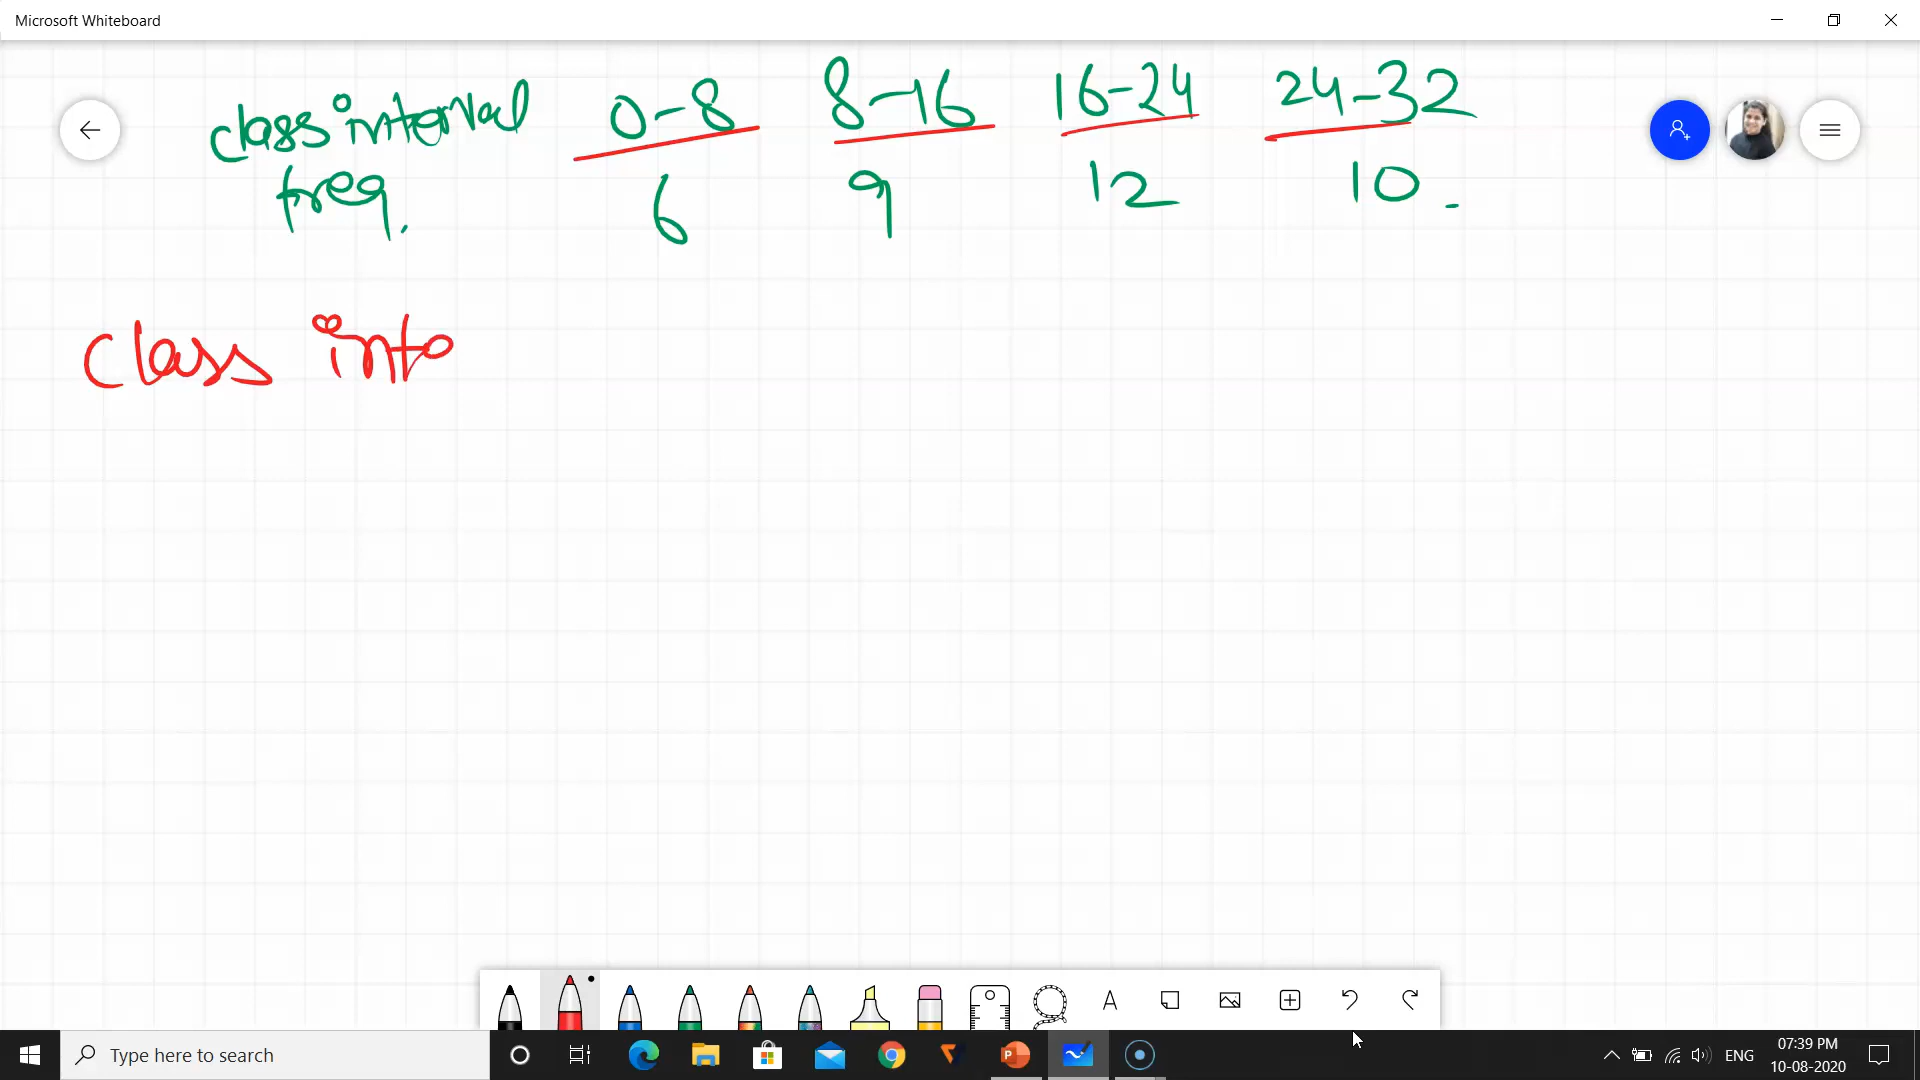 Microsoft Whiteboard
class interval 0-8 8-16 16-24 24-32
freq. 6 9 12 10
class inte
Type here to search
ENG
07:39 PM
10-08-2020